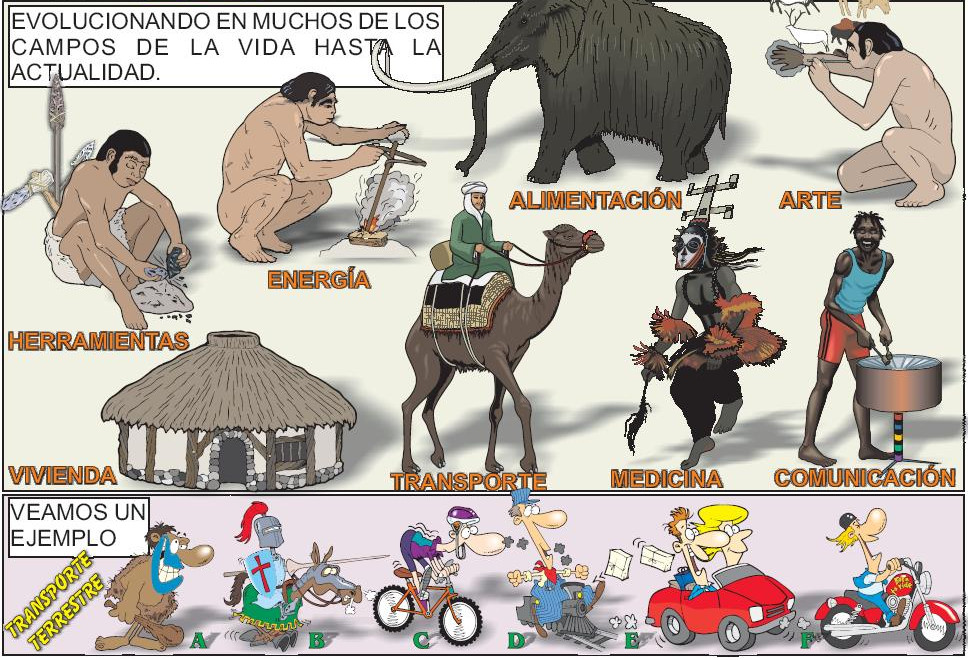 EVOLUCIONANDO EN MUCHOS DE LOS
CAMPOS DE LA VIDA HASTA LA
ACTUALIDAD.
ALIMENTACIÓN
ARTE
ENERGÍA
HERRAMIENTAS
VIVIENDA
TRANSPORTE
MEDICINA
COMUNICACIÓN
VEAMOS UN
EJEMPLO
TRANSPORTE
TERRESTRE
A
B
C
D
E
F